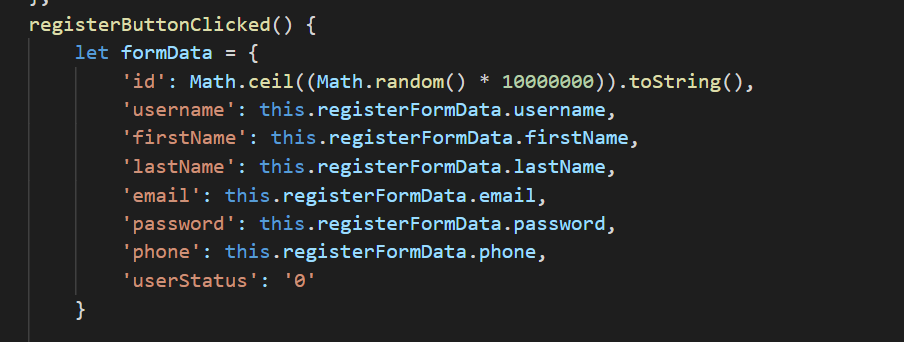 },
registerButtonClicked() {
let formData = {
'id': Math.ceil((Math.random() * 10000000)).toString(),
'username': this.registerFormData.username,
'firstName': this.registerFormData.firstName,
'lastName': this.registerFormData.lastName,
'email': this.registerFormData.email,
'password': this.registerFormData.password,
'phone': this.registerFormData.phone,
'userStatus': '0'
}